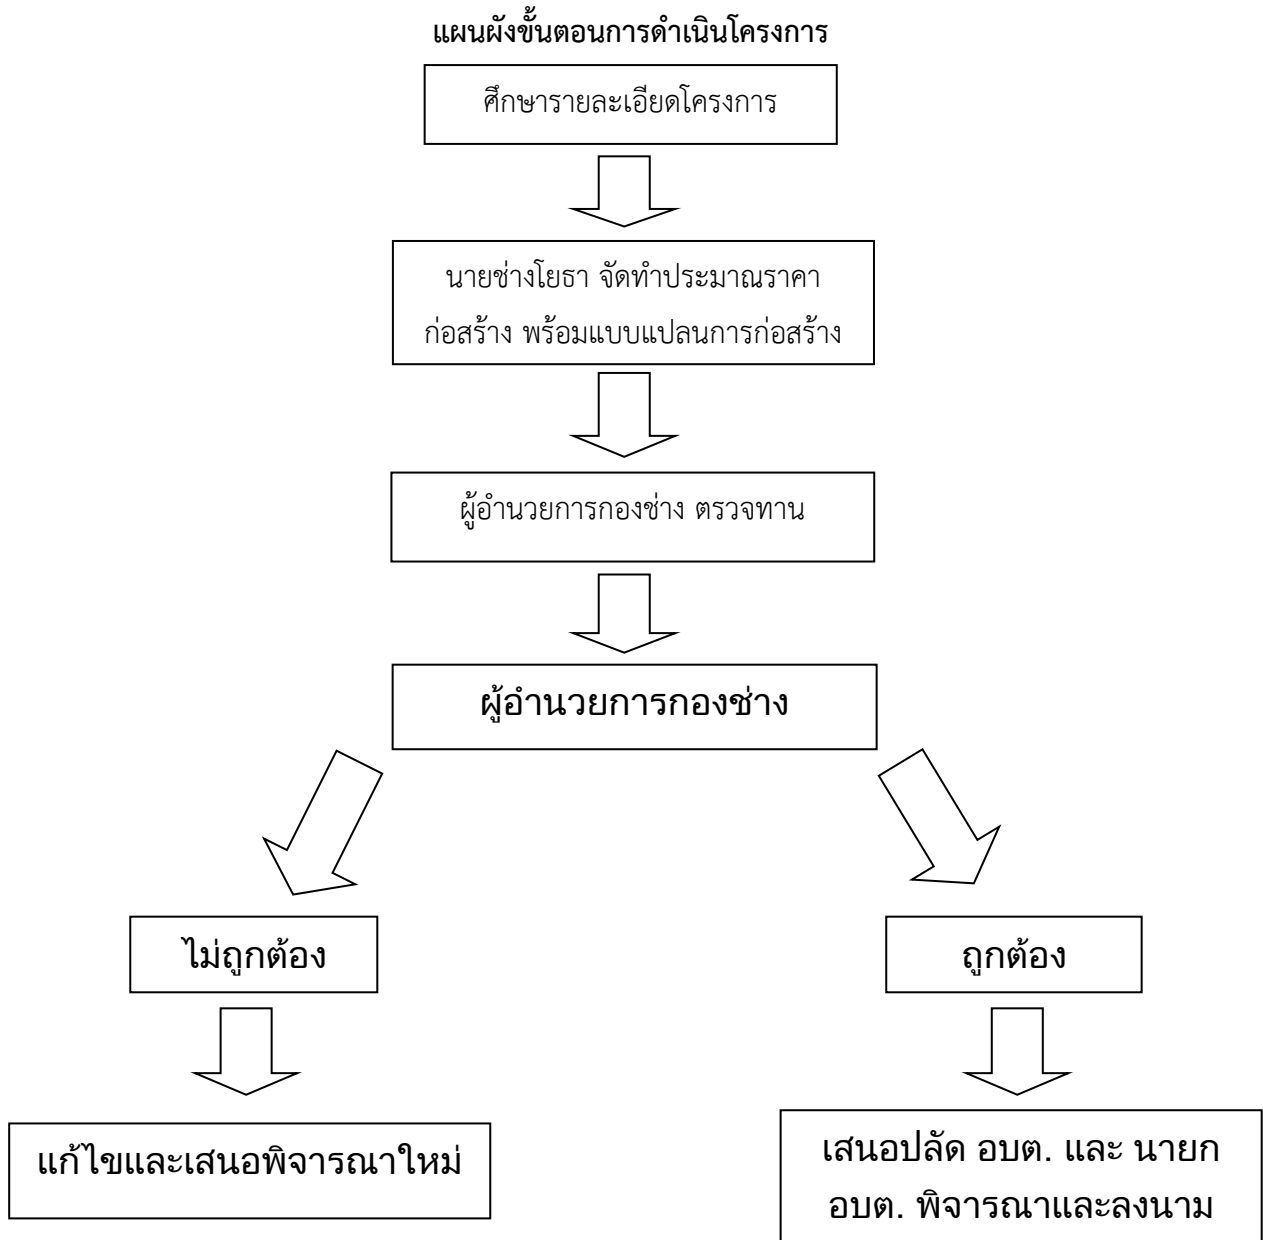 แผนผังขั้นตอนการดำเนินโครงการ
ศึกษารายละเอียดโครงการ
นายช่างโยธา จัดทำประมาณราคา
ก่อสร้าง พร้อมแบบแปลนการก่อสร้าง
ผู้อำนวยการกองช่าง ตรวจทาน
ผู้อำนวยการกองช่าง
ไม่ถูกต้อง
ถูกต้อง
แก้ไขและเสนอพิจารณาใหม่
เสนอปลัด อบต. และ นายก
อบต. พิจารณาและลงนาม